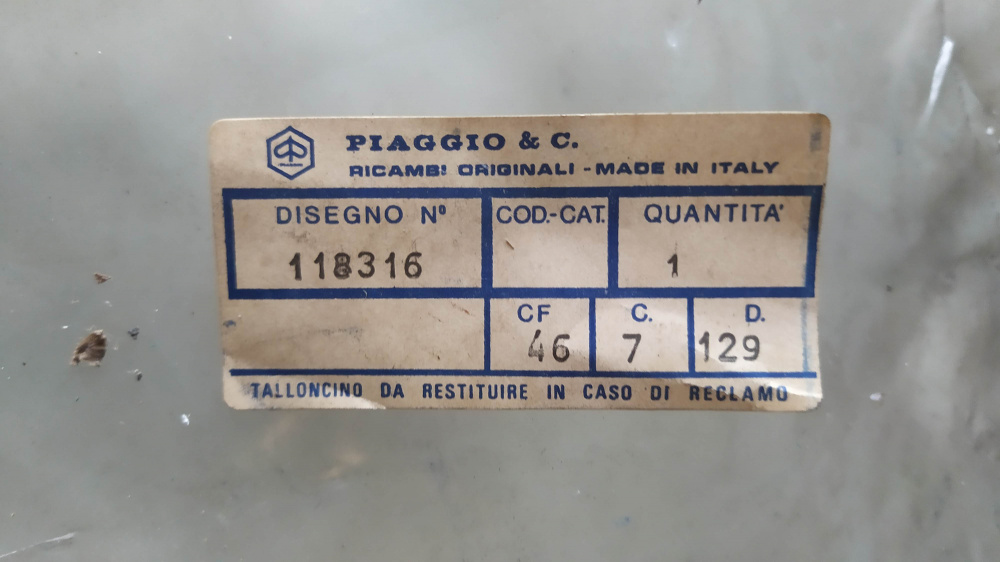 PIAGGIO & C.
RICAMBI ORIGINALI - MADE IN ITALY
DISEGNO Nº COD.-CAT. QUANTITA'
118316 1
CF C. D.
46 7 129
TALLONCINO DA RESTITUIRE IN CASO DI RECLAMO